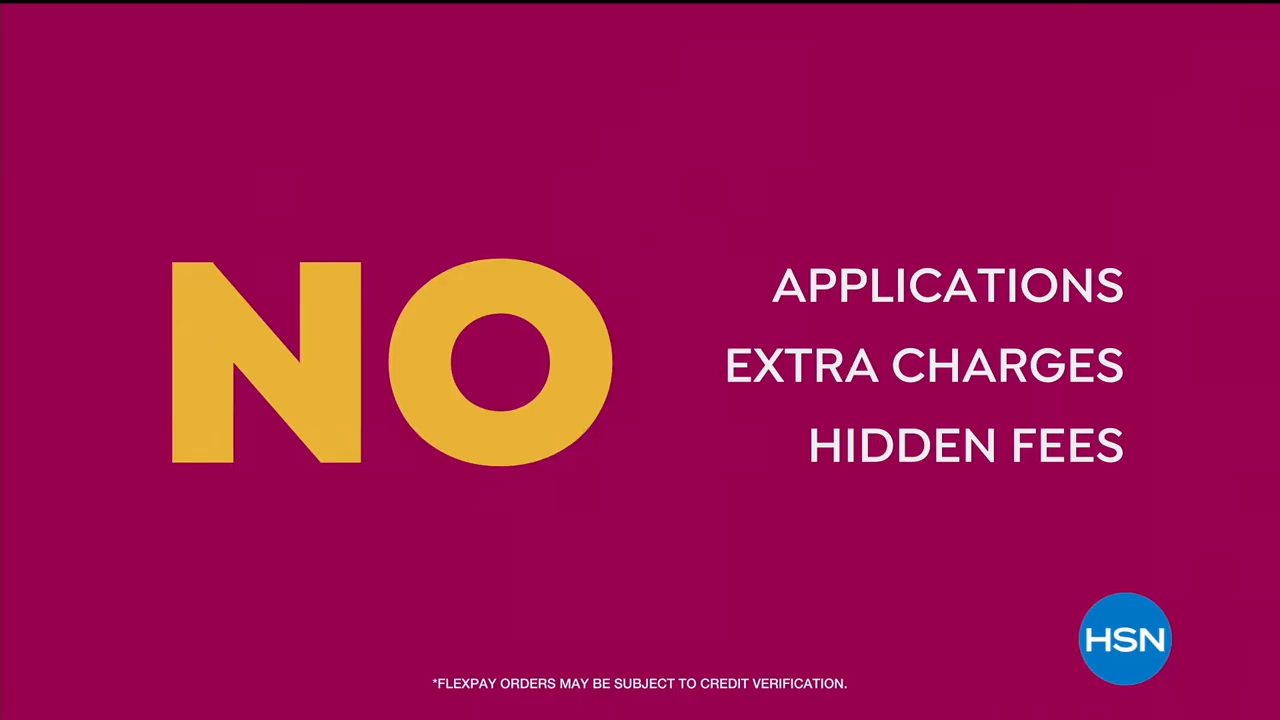 NO
APPLICATIONS
EXTRA CHARGES
HIDDEN FEES
HSN
*FLEXPAY ORDERS MAY BE SUBJECT TO CREDIT VERIFICATION.